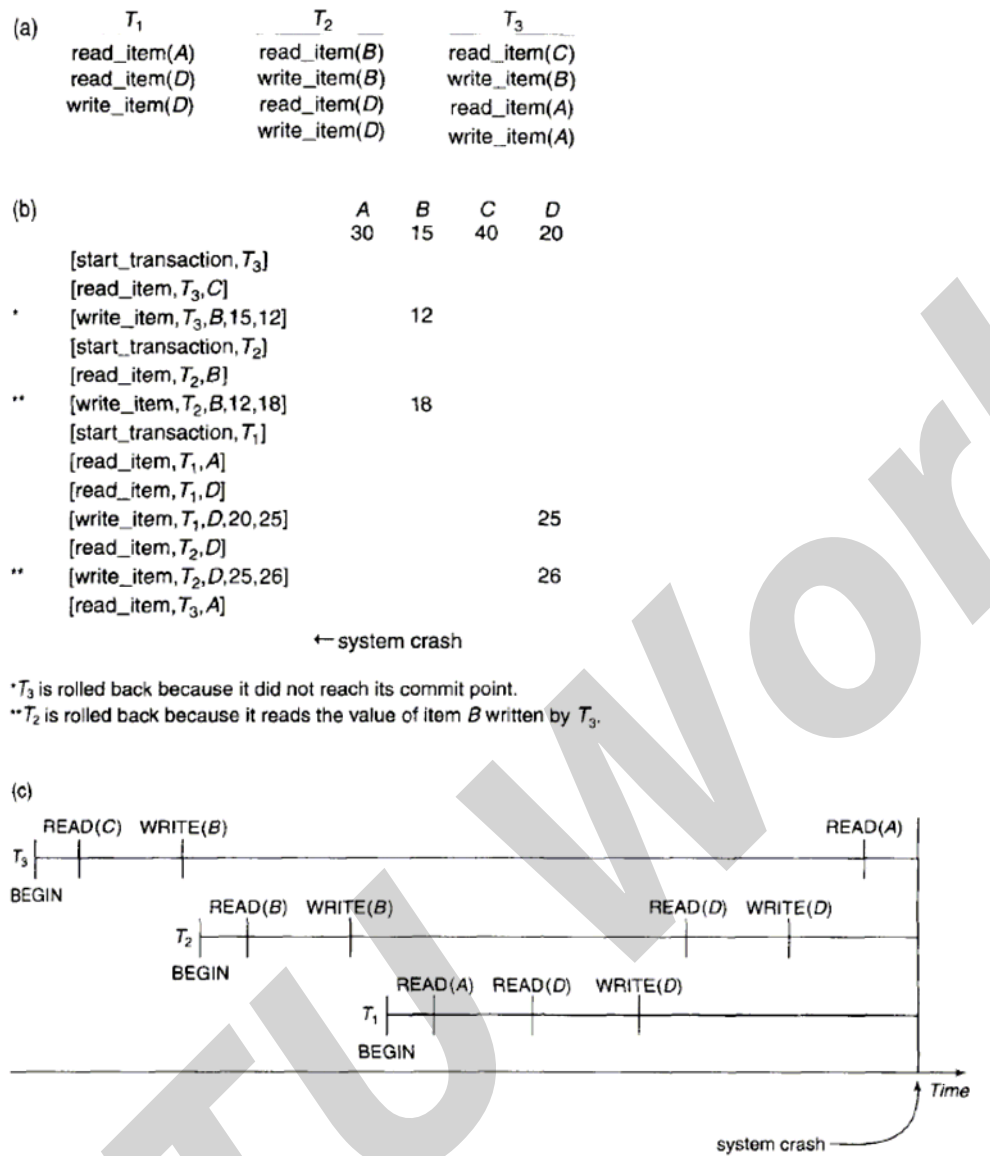 (a) T1 T2 T3
read_item(A) read_item(B) read_item(C)
read_item(D) write_item(B) write_item(B)
write_item(D) read_item(D) read_item(A)
write_item(D) write_item(A)
(b) A B C D
30 15 40 20
[start_transaction,T3]
[read_item,T3,C]
* [write_item,T3,B,15,12] 12
[start_transaction,T2]
[read_item,T2,B]
** [write_item,T2,B,12,18] 18
[start_transaction,T1]
[read_item,T1,A]
[read_item,T1,D]
[write_item,T1,D,20,25] 25
[read_item,T2,D]
** [write_item,T2,D,25,26] 26
[read_item,T3,A]
← system crash
*T3 is rolled back because it did not reach its commit point.
**T2 is rolled back because it reads the value of item B written by T3.
(c)
READ(C) WRITE(B) READ(A)
T3
BEGIN
READ(B) WRITE(B) READ(D) WRITE(D)
T2
BEGIN
READ(A) READ(D) WRITE(D)
T1
BEGIN
Time
system crash